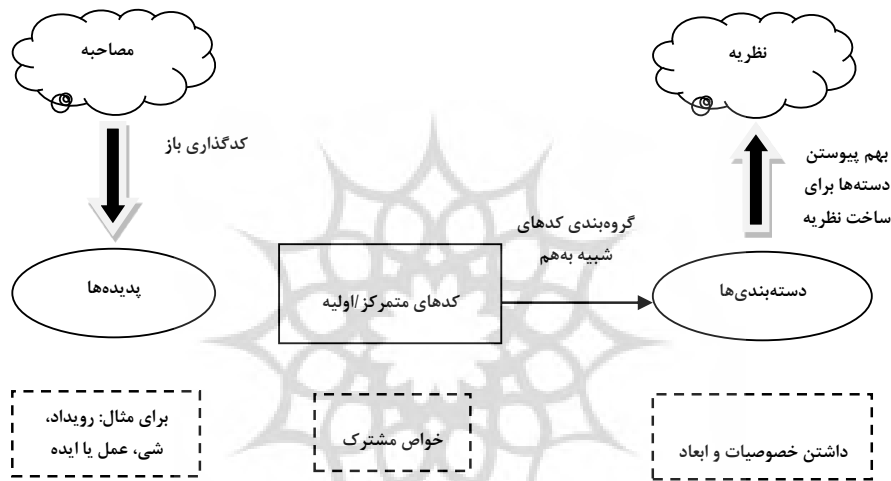 مصاحبه
نظریه
کدگذاری باز
بهم پیوستن
دسته‌ها برای
ساخت نظریه
گروه‌بندی کدهای
شبیه به‌هم
پدیده‌ها
کدهای متمرکز/اولیه
دسته‌بندی‌ها
برای مثال: رویداد،
شی، عمل یا ایده
خواص مشترک
داشتن خصوصیات و ابعاد